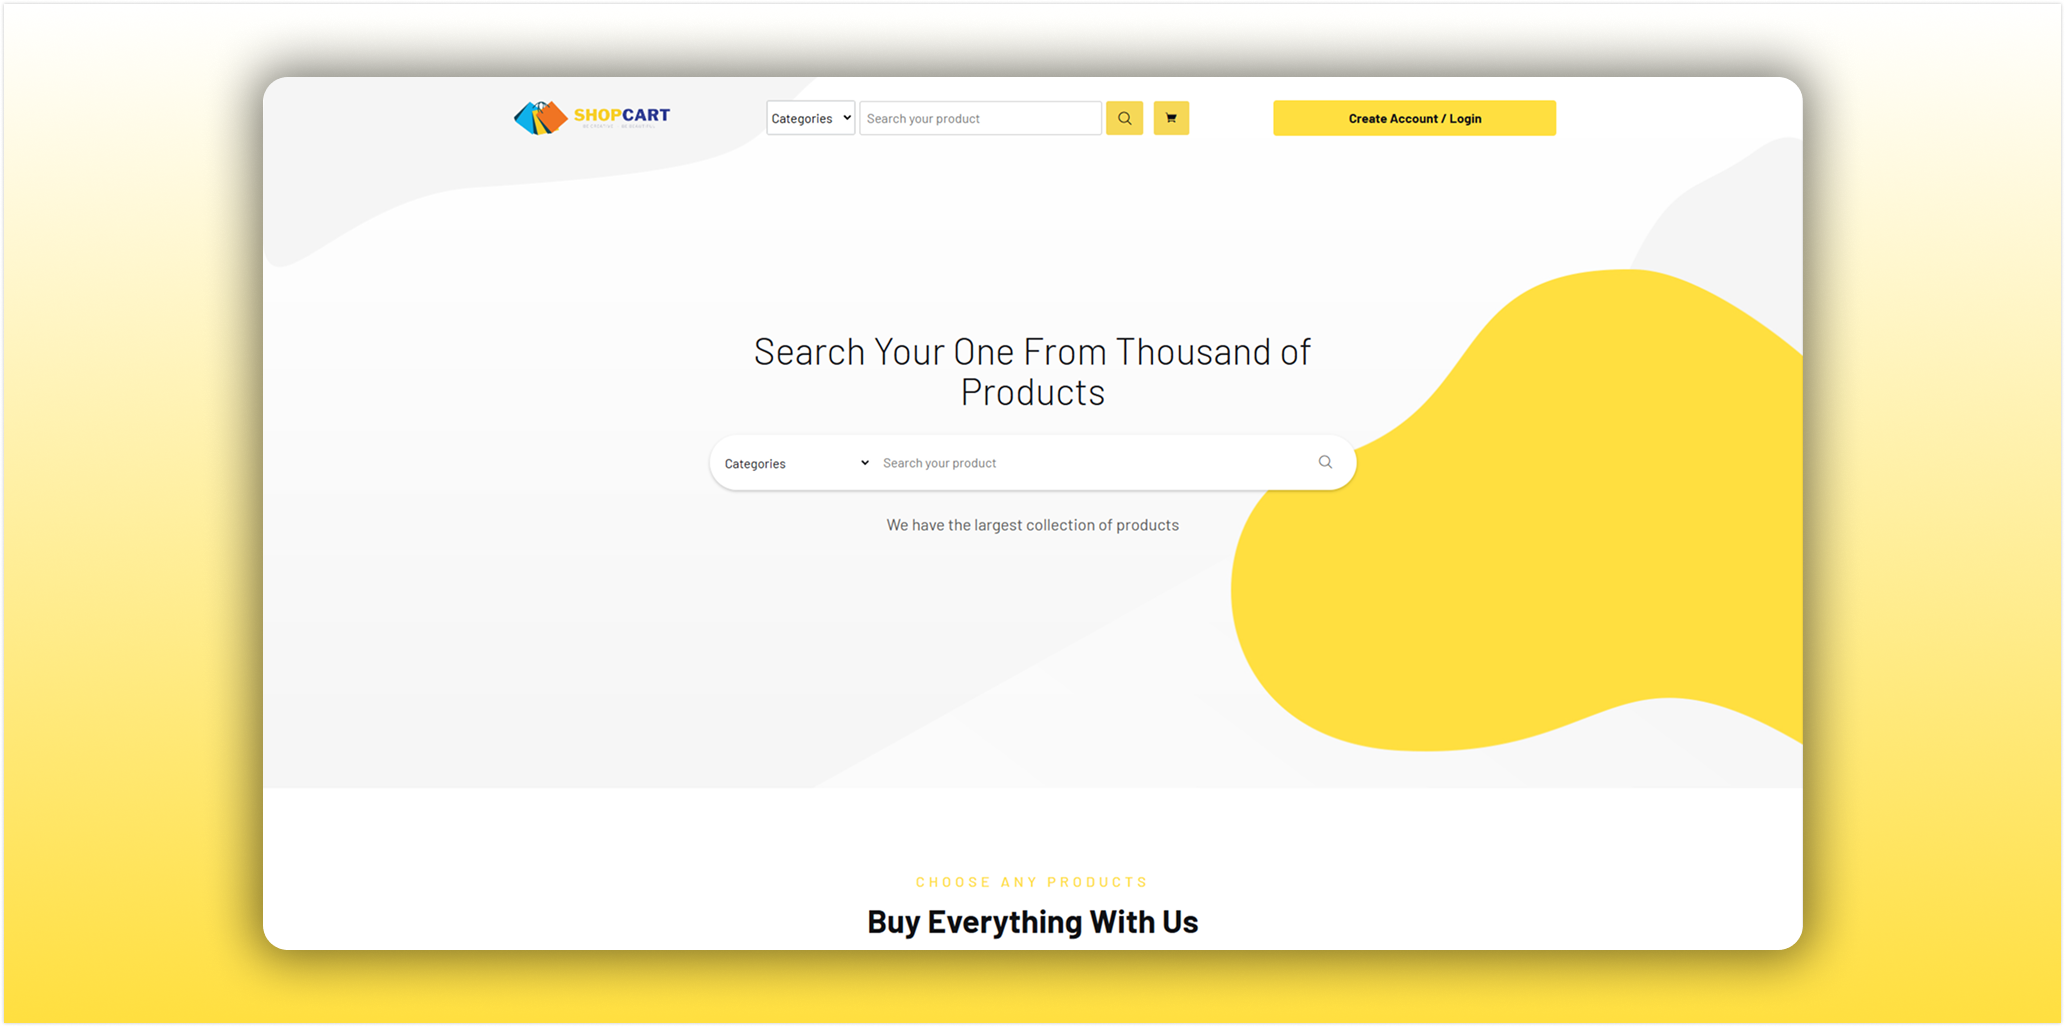 SHOPCART
Categories
Search your product
Create Account / Login
Search Your One From Thousand of
Products
Categories
Search your product
We have the largest collection of products
CHOOSE ANY PRODUCTS
Buy Everything With Us